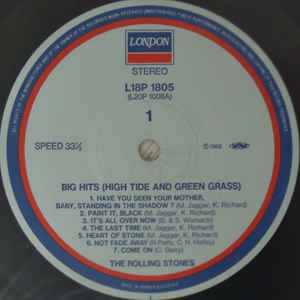 LONDON
STEREO
L18P 1805
(L20P 1008A)
1
SPEED 33⅓
BIG HITS (HIGH TIDE AND GREEN GRASS)
1. HAVE YOU SEEN YOUR MOTHER,
BABY, STANDING IN THE SHADOW ? (M. Jagger, K. Richard)
2. PAINT IT, BLACK (M. Jagger, K. Richard)
3. IT'S ALL OVER NOW (B. & S. Womack)
4. THE LAST TIME (M. Jagger, K. Richard)
5. HEART OF STONE (M. Jagger, K. Richard)
6. NOT FADE AWAY (N. Petty, C. H. Holley)
7. COME ON (C. Berry)
THE ROLLING STONES